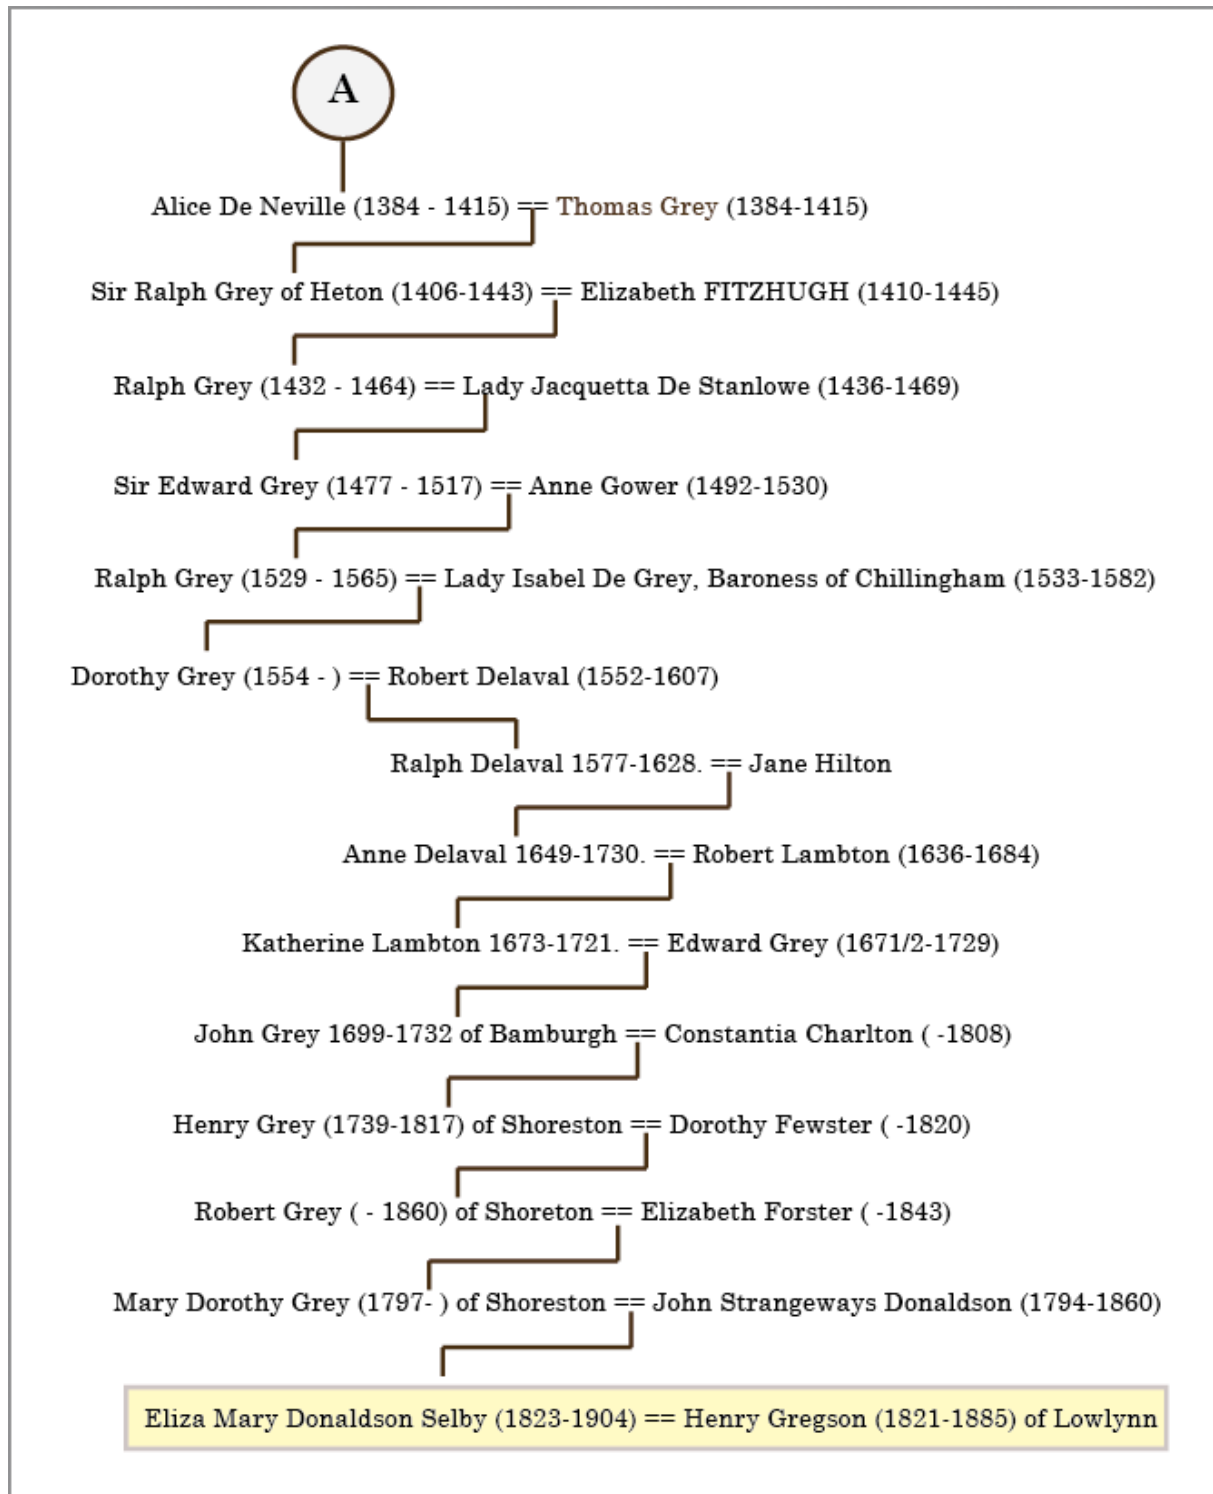 A
Alice De Neville (1384 - 1415) == Thomas Grey (1384-1415)
Sir Ralph Grey of Heton (1406-1443) == Elizabeth FITZHUGH (1410-1445)
Ralph Grey (1432 - 1464) == Lady Jacquetta De Stanlowe (1436-1469)
Sir Edward Grey (1477 - 1517) == Anne Gower (1492-1530)
Ralph Grey (1529 - 1565) == Lady Isabel De Grey, Baroness of Chillingham (1533-1582)
Dorothy Grey (1554 - ) == Robert Delaval (1552-1607)
Ralph Delaval 1577-1628. == Jane Hilton
Anne Delaval 1649-1730. == Robert Lambton (1636-1684)
Katherine Lambton 1673-1721. == Edward Grey (1671/2-1729)
John Grey 1699-1732 of Bamburgh == Constantia Charlton ( -1808)
Henry Grey (1739-1817) of Shoreston == Dorothy Fewster ( -1820)
Robert Grey ( - 1860) of Shoreton == Elizabeth Forster ( -1843)
Mary Dorothy Grey (1797- ) of Shoreston == John Strangeways Donaldson (1794-1860)
Eliza Mary Donaldson Selby (1823-1904) == Henry Gregson (1821-1885) of Lowlynn